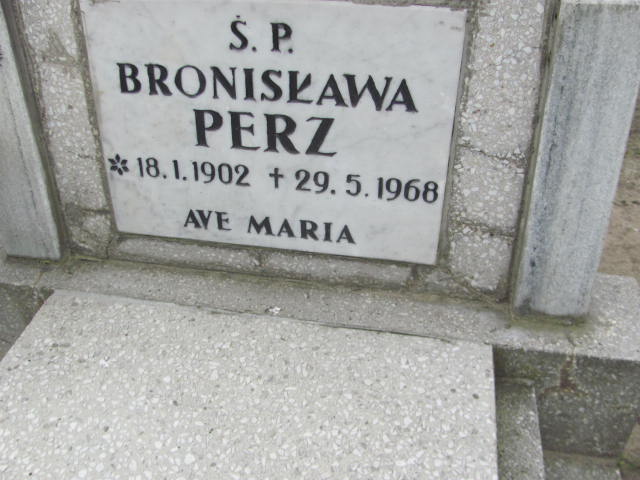 Ś. P.
BRONISŁAWA
PERZ
* 18.1.1902 † 29.5.1968
AVE MARIA